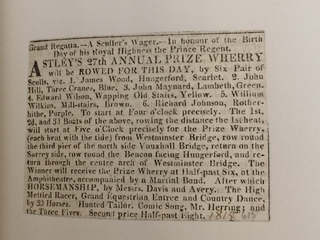 Grand Regatta.—A Sculler's Wager.—In honour of the Birth
Day of his Royal Highness the Prince Regent.
ASTLEY's 27th ANNUAL PRIZE WHERRY
will be ROWED FOR THIS DAY, by Six Pair of
Sculls, viz. 1. James Wood, Hungerford, Scarlet. 2. John
Hill, Three Cranes, Blue. 3. John Maynard, Lambeth, Green.
4. Edward Wilson, Wapping Old Stairs, Yellow. 5. William
Witkins, Mill-stairs, Brown. 6. Richard Johnson, Rother-
hithe, Purple. To start at Four o'clock precisely. The 1st,
2d, and 3d Boats of the above, rowing the distance the 1st heat,
will start at Five o'Clock precisely for the Prize Wherry,
(each heat with the tide) from Westminster Bridge, row round
the third pier of the north side Vauxhall Bridge, return on the
Surrey side, row round the Beacon facing Hungerford, and re-
turn through the centre arch of Westminster Bridge. The
Winner will receive the Prize Wherry at Half-past Six, at the
Amphitheatre, accompanied by a Martial Band. After which
HORSEMANSHIP, by Messrs. Davis and Avery. The High
Mettled Racer, Grand Equestrian Entree and Country Dance,
by 20 Horses. Hunted Tailor. Comic Song, Mr. Herring; and
the Three Fives. Second price Half-past Eight.